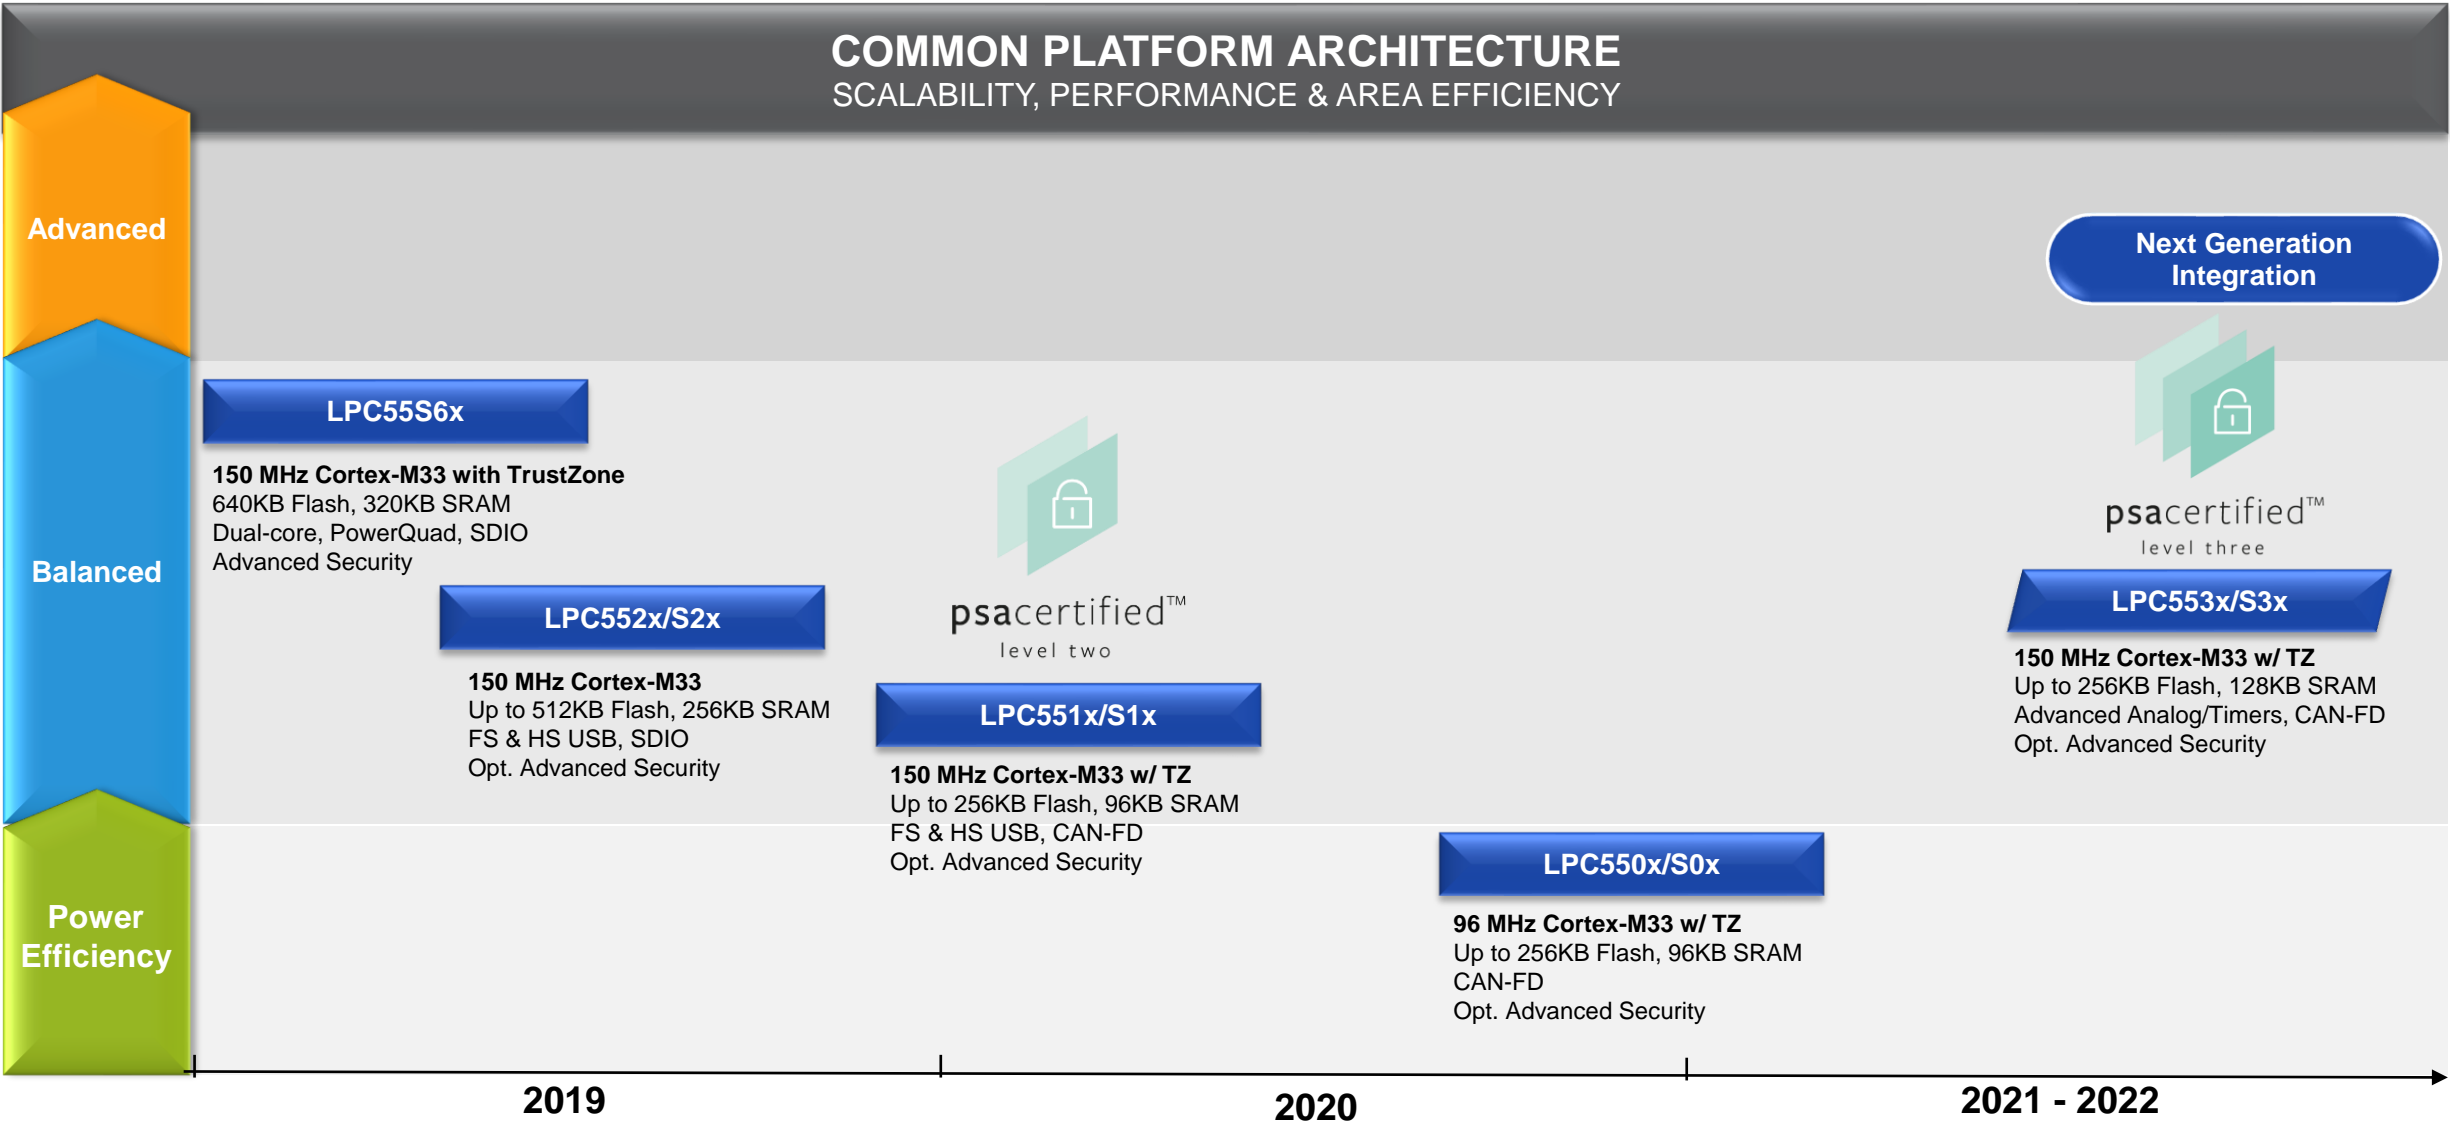 COMMON PLATFORM ARCHITECTURE
SCALABILITY, PERFORMANCE & AREA EFFICIENCY
Advanced
Next Generation
Integration
Balanced
LPC55S6x
150 MHz Cortex-M33 with TrustZone
640KB Flash, 320KB SRAM
Dual-core, PowerQuad, SDIO
Advanced Security
LPC552x/S2x
150 MHz Cortex-M33
Up to 512KB Flash, 256KB SRAM
FS & HS USB, SDIO
Opt. Advanced Security
psacertified™
level two
LPC551x/S1x
150 MHz Cortex-M33 w/ TZ
Up to 256KB Flash, 96KB SRAM
FS & HS USB, CAN-FD
Opt. Advanced Security
psacertified™
level three
LPC553x/S3x
150 MHz Cortex-M33 w/ TZ
Up to 256KB Flash, 128KB SRAM
Advanced Analog/Timers, CAN-FD
Opt. Advanced Security
Power
Efficiency
LPC550x/S0x
96 MHz Cortex-M33 w/ TZ
Up to 256KB Flash, 96KB SRAM
CAN-FD
Opt. Advanced Security
2019
2020
2021 - 2022